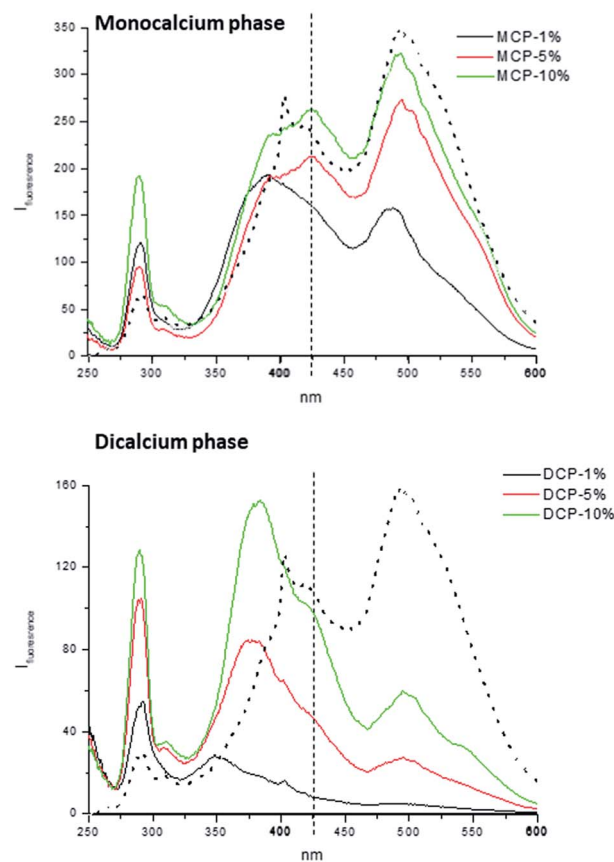 Monocalcium phase
MCP-1%
MCP-5%
MCP-10%
350
300
250
200
150
100
50
0
I fluoresrence
250 300 350 400 450 500 550 600
nm
Dicalcium phase
DCP-1%
DCP-5%
DCP-10%
160
120
80
40
0
I fluoresrence
250 300 350 400 450 500 550 600
nm